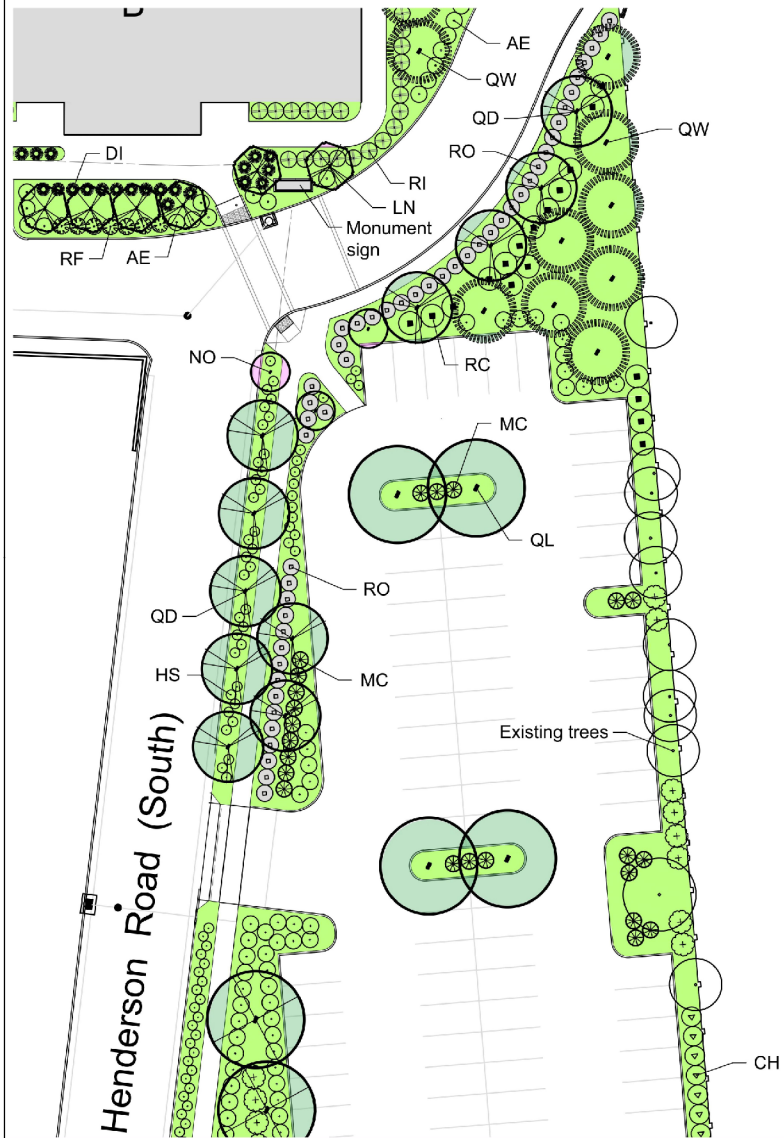 AE
QW
QD
QW
RO
DI
RI
LN
Monument
sign
RF
AE
NO
RC
MC
QL
RO
QD
HS
MC
Existing trees
Henderson Road (South)
CH